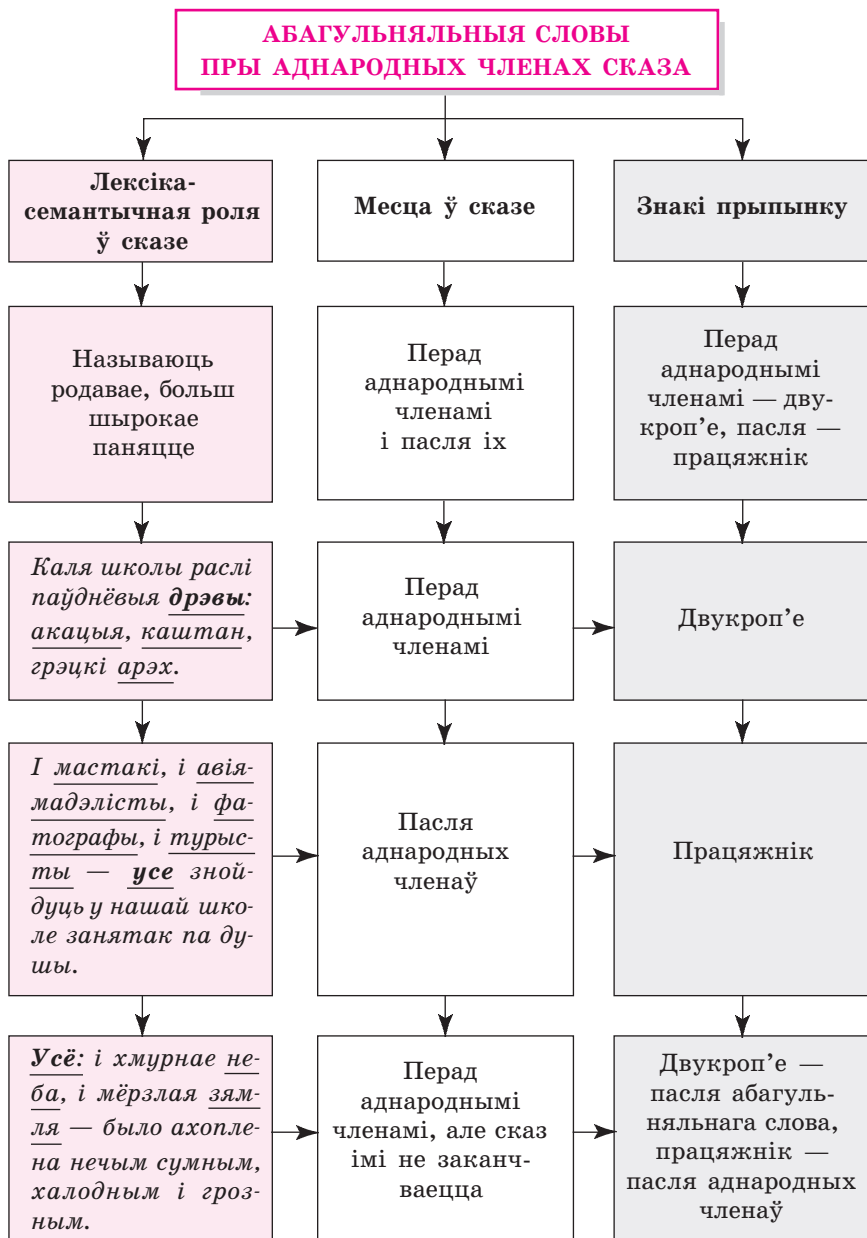 АБАГУЛЬНЯЛЬНЫЯ СЛОВЫ
ПРЫ АДНАРОДНЫХ ЧЛЕНАХ СКАЗА
Лексіка-
семантычная роля
ў сказе
Месца ў сказе
Знакі прыпынку
Называюць
родавае, больш
шырокае
паняцце
Перад
аднароднымі
членамі
і пасля іх
Перад
аднароднымі
членамі — дву-
кроп’е, пасля —
працяжнік
Каля школы раслі
паўднёвыя дрэвы:
акацыя, каштан,
грэцкі арэх.
Перад
аднароднымі
членамі
Двукроп’е
І мастакі, і авія-
мадэлісты, і фа-
тографы, і турыс-
ты — усе зной-
дуць у нашай шко-
ле занятак па ду-
шы.
Пасля
аднародных
членаў
Працяжнік
Усё: і хмурнае не-
ба, і мёрзлая зям-
ля — было ахопле-
на нечым сумным,
халодным і гроз-
ным.
Перад
аднароднымі
членамі, але сказ
імі не заканч-
ваецца
Двукроп’е —
пасля абагуль-
няльнага слова,
працяжнік —
пасля аднародных
членаў